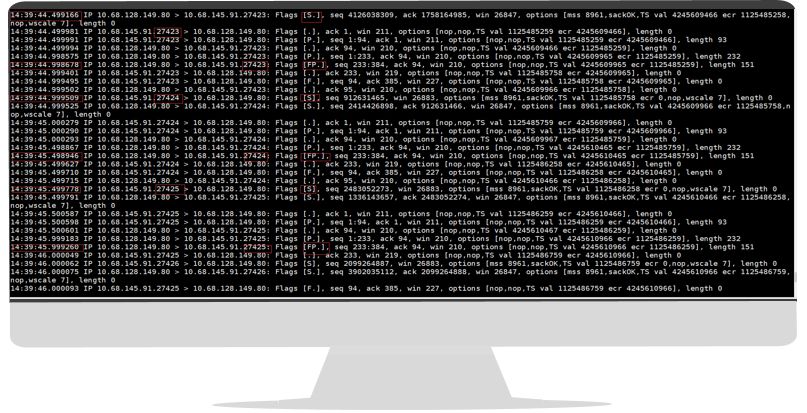 14:39:44.499166 IP 10.68.128.149.80 > 10.68.145.91.27423: Flags [S.], seq 4126038309, ack 1758164985, win 26847, options [mss 8961,sackOK,TS val 4245609966 ecr 1125485258,
nop,wscale 7], length 0
14:39:44.499981 IP 10.68.145.91.27423 > 10.68.128.149.80: Flags [.], ack 1, win 211, options [nop,nop,TS val 1125485259 ecr 4245609966], length 0
14:39:44.499991 IP 10.68.145.91.27423 > 10.68.128.149.80: Flags [P.], seq 1:94, ack 1, win 211, options [nop,nop,TS val 1125485259 ecr 4245609966], length 93
14:39:44.499994 IP 10.68.128.149.80 > 10.68.145.91.27423: Flags [.], ack 94, win 210, options [nop,nop,TS val 4245609466 ecr 1125485259], length 0
14:39:44.998575 IP 10.68.128.149.80 > 10.68.145.91.27423: Flags [P.], seq 1:233, ack 94, win 210, options [nop,nop,TS val 4245609965 ecr 1125485259], length 232
14:39:44.998678 IP 10.68.128.149.80 > 10.68.145.91.27423: Flags [FP.], seq 233:384, ack 94, win 210, options [nop,nop,TS val 4245609965 ecr 1125485259], length 151
14:39:44.999401 IP 10.68.145.91.27423 > 10.68.128.149.80: Flags [.], ack 233, win 219, options [nop,nop,TS val 1125485758 ecr 4245609965], length 0
14:39:44.999495 IP 10.68.145.91.27423 > 10.68.128.149.80: Flags [F.], seq 94, ack 385, win 227, options [nop,nop,TS val 1125485758 ecr 4245609965], length 0
14:39:44.999502 IP 10.68.128.149.80 > 10.68.145.91.27423: Flags [.], ack 95, win 210, options [nop,nop,TS val 4245609966 ecr 1125485758], length 0
14:39:44.999509 IP 10.68.145.91.27424 > 10.68.128.149.80: Flags [S], seq 912631465, win 26883, options [mss 8961,sackOK,TS val 1125485758 ecr 0,nop,wscale 7], length 0
14:39:44.999525 IP 10.68.128.149.80 > 10.68.145.91.27424: Flags [S.], seq 2414426898, ack 912631466, win 26847, options [mss 8961,sackOK,TS val 4245609966 ecr 1125485758,n
op,wscale 7], length 0
14:39:45.000279 IP 10.68.145.91.27424 > 10.68.128.149.80: Flags [.], ack 1, win 211, options [nop,nop,TS val 1125485759 ecr 4245609966], length 0
14:39:45.000290 IP 10.68.145.91.27424 > 10.68.128.149.80: Flags [P.], seq 1:94, ack 1, win 211, options [nop,nop,TS val 1125485759 ecr 4245609966], length 93
14:39:45.000293 IP 10.68.128.149.80 > 10.68.145.91.27424: Flags [.], ack 94, win 210, options [nop,nop,TS val 4245609967 ecr 1125485759], length 0
14:39:45.498867 IP 10.68.128.149.80 > 10.68.145.91.27424: Flags [P.], seq 1:233, ack 94, win 210, options [nop,nop,TS val 4245610465 ecr 1125485759], length 232
14:39:45.498946 IP 10.68.128.149.80 > 10.68.145.91.27424: Flags [FP.], seq 233:384, ack 94, win 210, options [nop,nop,TS val 4245610465 ecr 1125485759], length 151
14:39:45.499627 IP 10.68.145.91.27424 > 10.68.128.149.80: Flags [.], ack 233, win 219, options [nop,nop,TS val 1125486258 ecr 4245610465], length 0
14:39:45.499710 IP 10.68.145.91.27424 > 10.68.128.149.80: Flags [F.], seq 94, ack 385, win 227, options [nop,nop,TS val 1125486258 ecr 4245610465], length 0
14:39:45.499715 IP 10.68.128.149.80 > 10.68.145.91.27424: Flags [.], ack 95, win 210, options [nop,nop,TS val 4245610466 ecr 1125486258], length 0
14:39:45.499778 IP 10.68.145.91.27425 > 10.68.128.149.80: Flags [S], seq 2483052273, win 26883, options [mss 8961,sackOK,TS val 1125486258 ecr 0,nop,wscale 7], length 0
14:39:45.499791 IP 10.68.128.149.80 > 10.68.145.91.27425: Flags [S.], seq 1336143657, ack 2483052274, win 26847, options [mss 8961,sackOK,TS val 4245610466 ecr 1125486258,
nop,wscale 7], length 0
14:39:45.500587 IP 10.68.145.91.27425 > 10.68.128.149.80: Flags [.], ack 1, win 211, options [nop,nop,TS val 1125486259 ecr 4245610466], length 0
14:39:45.500598 IP 10.68.145.91.27425 > 10.68.128.149.80: Flags [P.], seq 1:94, ack 1, win 211, options [nop,nop,TS val 1125486259 ecr 4245610466], length 93
14:39:45.500601 IP 10.68.128.149.80 > 10.68.145.91.27425: Flags [.], ack 94, win 210, options [nop,nop,TS val 4245610467 ecr 1125486259], length 0
14:39:45.999183 IP 10.68.128.149.80 > 10.68.145.91.27425: Flags [P.], seq 1:233, ack 94, win 210, options [nop,nop,TS val 4245610966 ecr 1125486259], length 232
14:39:45.999260 IP 10.68.128.149.80 > 10.68.145.91.27425: Flags [FP.], seq 233:384, ack 94, win 210, options [nop,nop,TS val 4245610966 ecr 1125486259], length 151
14:39:46.000049 IP 10.68.145.91.27425 > 10.68.128.149.80: Flags [.], ack 233, win 219, options [nop,nop,TS val 1125486759 ecr 4245610966], length 0
14:39:46.000062 IP 10.68.145.91.27426 > 10.68.128.149.80: Flags [S], seq 2099264887, win 26883, options [mss 8961,sackOK,TS val 1125486759 ecr 0,nop,wscale 7], length 0
14:39:46.000075 IP 10.68.128.149.80 > 10.68.145.91.27426: Flags [S.], seq 3902035112, ack 2099264888, win 26847, options [mss 8961,sackOK,TS val 4245610966 ecr 1125486759,
nop,wscale 7], length 0
14:39:46.000093 IP 10.68.145.91.27425 > 10.68.128.149.80: Flags [F.], seq 94, ack 385, win 227, options [nop,nop,TS val 1125486759 ecr 4245610966], length 0